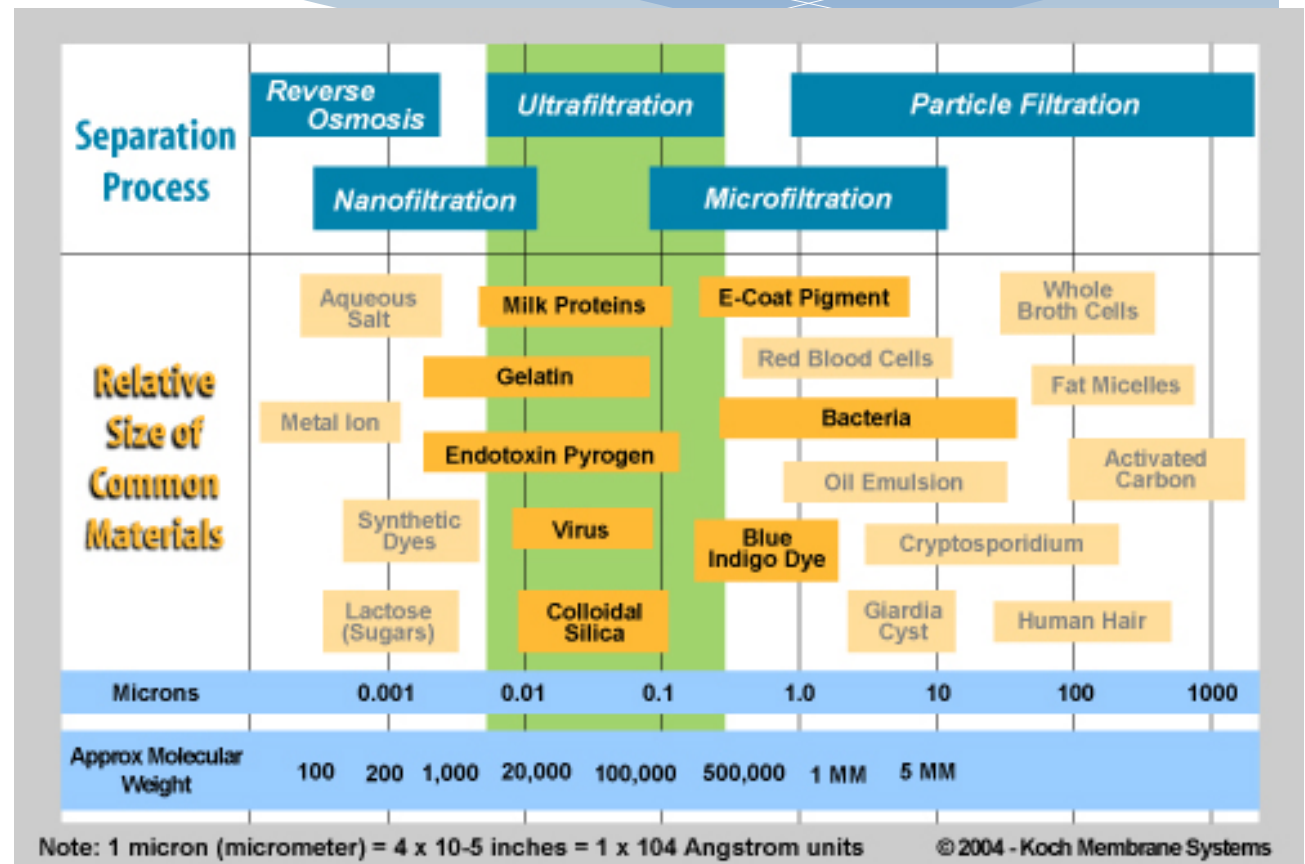 Separation
Process
Reverse
Osmosis
Ultrafiltration
Particle Filtration
Nanofiltration
Microfiltration
Relative
Size of
Common
Materials
Aqueous
Salt
Milk Proteins
E-Coat Pigment
Whole
Broth Cells
Red Blood Cells
Gelatin
Fat Micelles
Metal Ion
Bacteria
Endotoxin Pyrogen
Activated
Carbon
Oil Emulsion
Synthetic
Dyes
Virus
Blue
Indigo Dye
Cryptosporidium
Lactose
(Sugars)
Colloidal
Silica
Giardia
Cyst
Human Hair
Microns 0.001 0.01 0.1 1.0 10 100 1000
Approx Molecular
Weight
100 200 1,000 20,000 100,000 500,000 1 MM 5 MM
Note: 1 micron (micrometer) = 4 x 10-5 inches = 1 x 104 Angstrom units © 2004 - Koch Membrane Systems